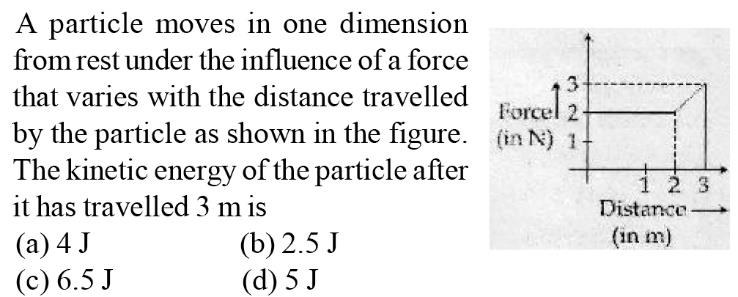 A particle moves in one dimension
from rest under the influence of a force
that varies with the distance travelled
by the particle as shown in the figure.
The kinetic energy of the particle after
it has travelled 3 m is
(a) 4 J (b) 2.5 J
(c) 6.5 J (d) 5 J
3
Force 2
(in N) 1
1 2 3
Distance
(in m)